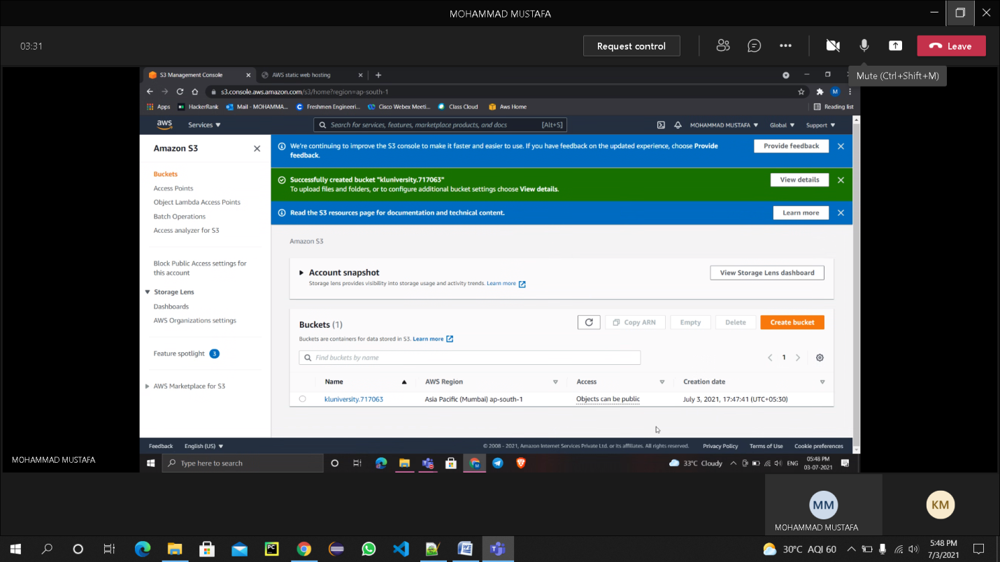 MOHAMMAD MUSTAFA
03:31
Request control
Leave
Mute (Ctrl+Shift+M)
S3 Management Console
AWS static web hosting
s3.console.aws.amazon.com/s3/home?region=ap-south-1
M
Apps
HackerRank
Mail - MOHAMMA...
Freshmen Engineeri...
Cisco Webex Meeti...
Class Cloud
Aws Home
Reading list
aws
Services
Search for services, features, marketplace products, and docs
[Alt+S]
MOHAMMAD MUSTAFA
Global
Support
Amazon S3
Buckets
Access Points
Object Lambda Access Points
Batch Operations
Access analyzer for S3
Block Public Access settings for
this account
Storage Lens
Dashboards
AWS Organizations settings
Feature spotlight 3
AWS Marketplace for S3
We're continuing to improve the S3 console to make it faster and easier to use. If you have feedback on the updated experience, choose Provide
feedback.
Provide feedback
Successfully created bucket "kluniversity.717063"
To upload files and folders, or to configure additional bucket settings choose View details.
View details
Read the S3 resources page for documentation and technical content.
Learn more
Amazon S3
Account snapshot
Storage lens provides visibility into storage usage and activity trends. Learn more
View Storage Lens dashboard
Buckets (1)
Copy ARN
Empty
Delete
Create bucket
Buckets are containers for data stored in S3. Learn more
Find buckets by name
1
Name
AWS Region
Access
Creation date
kluniversity.717063
Asia Pacific (Mumbai) ap-south-1
Objects can be public
July 3, 2021, 17:47:41 (UTC+05:30)
Feedback
English (US)
© 2008 - 2021, Amazon Internet Services Private Ltd. or its affiliates. All rights reserved.
Privacy Policy
Terms of Use
Cookie preferences
MOHAMMAD MUSTAFA
Type here to search
33°C Cloudy
ENG
05:48 PM
03-07-2021
MM
MOHAMMAD MUSTAFA
KM
PC
30°C AQI 60
5:48 PM
7/3/2021